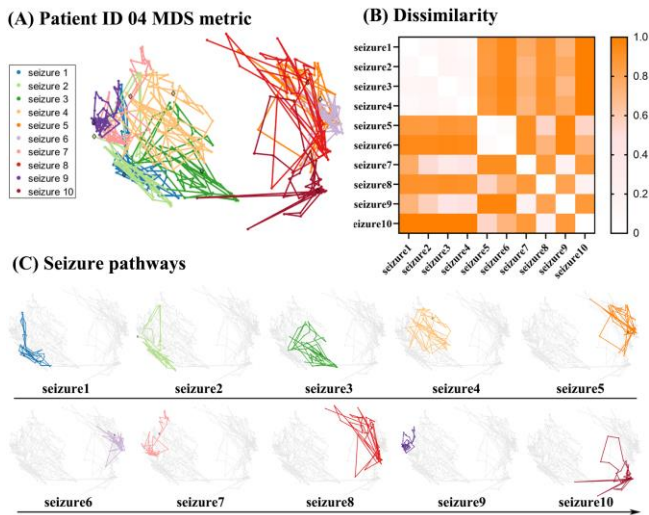 (A) Patient ID 04 MDS metric
seizure 1
seizure 2
seizure 3
seizure 4
seizure 5
seizure 6
seizure 7
seizure 8
seizure 9
seizure 10
(B) Dissimilarity
seizure1
seizure2
seizure3
seizure4
seizure5
seizure6
seizure7
seizure8
seizure9
eizure10
seizure1 seizure2 seizure3 seizure4 seizure5 seizure6 seizure7 seizure8 seizure9 seizure10
1.0
0.8
0.6
0.4
0.2
0
(C) Seizure pathways
seizure1 seizure2 seizure3 seizure4 seizure5
seizure6 seizure7 seizure8 seizure9 seizure10